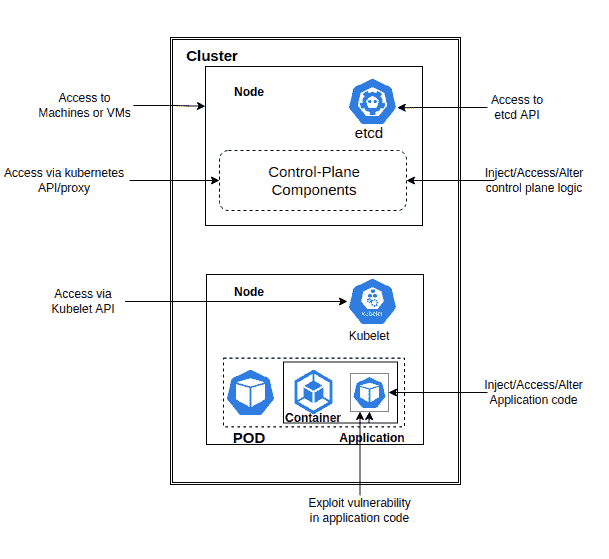 Cluster
Node
Access to
Machines or VMs
etcd
Access to
etcd API
Access via kubernetes
API/proxy
Control-Plane
Components
Inject/Access/Alter
control plane logic
Node
Access via
Kubelet API
kubelet
Kubelet
Inject/Access/Alter
Application code
Container
POD
Application
Exploit vulnerability
in application code